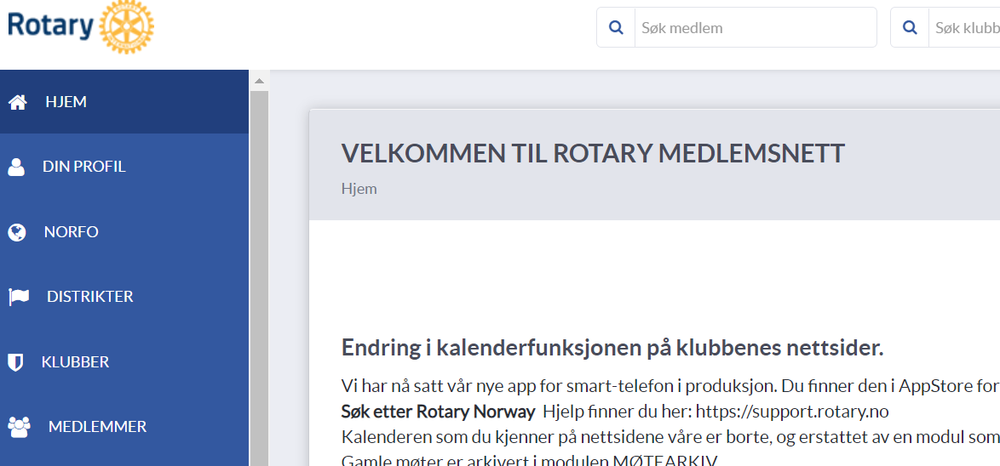 Rotary
Søk medlem
Søk klubb
HJEM
DIN PROFIL
NORFO
DISTRIKTER
KLUBBER
MEDLEMMER
VELKOMMEN TIL ROTARY MEDLEMSNETT
Hjem
Endring i kalenderfunksjonen på klubbenes nettsider.
Vi har nå satt vår nye app for smart-telefon i produksjon. Du finner den i AppStore for
Søk etter Rotary Norway Hjelp finner du her: https://support.rotary.no
Kalenderen som du kjenner på nettsidene våre er borte, og erstattet av en modul som
Gamle møter er arkivert i modulen MØTEARKIV